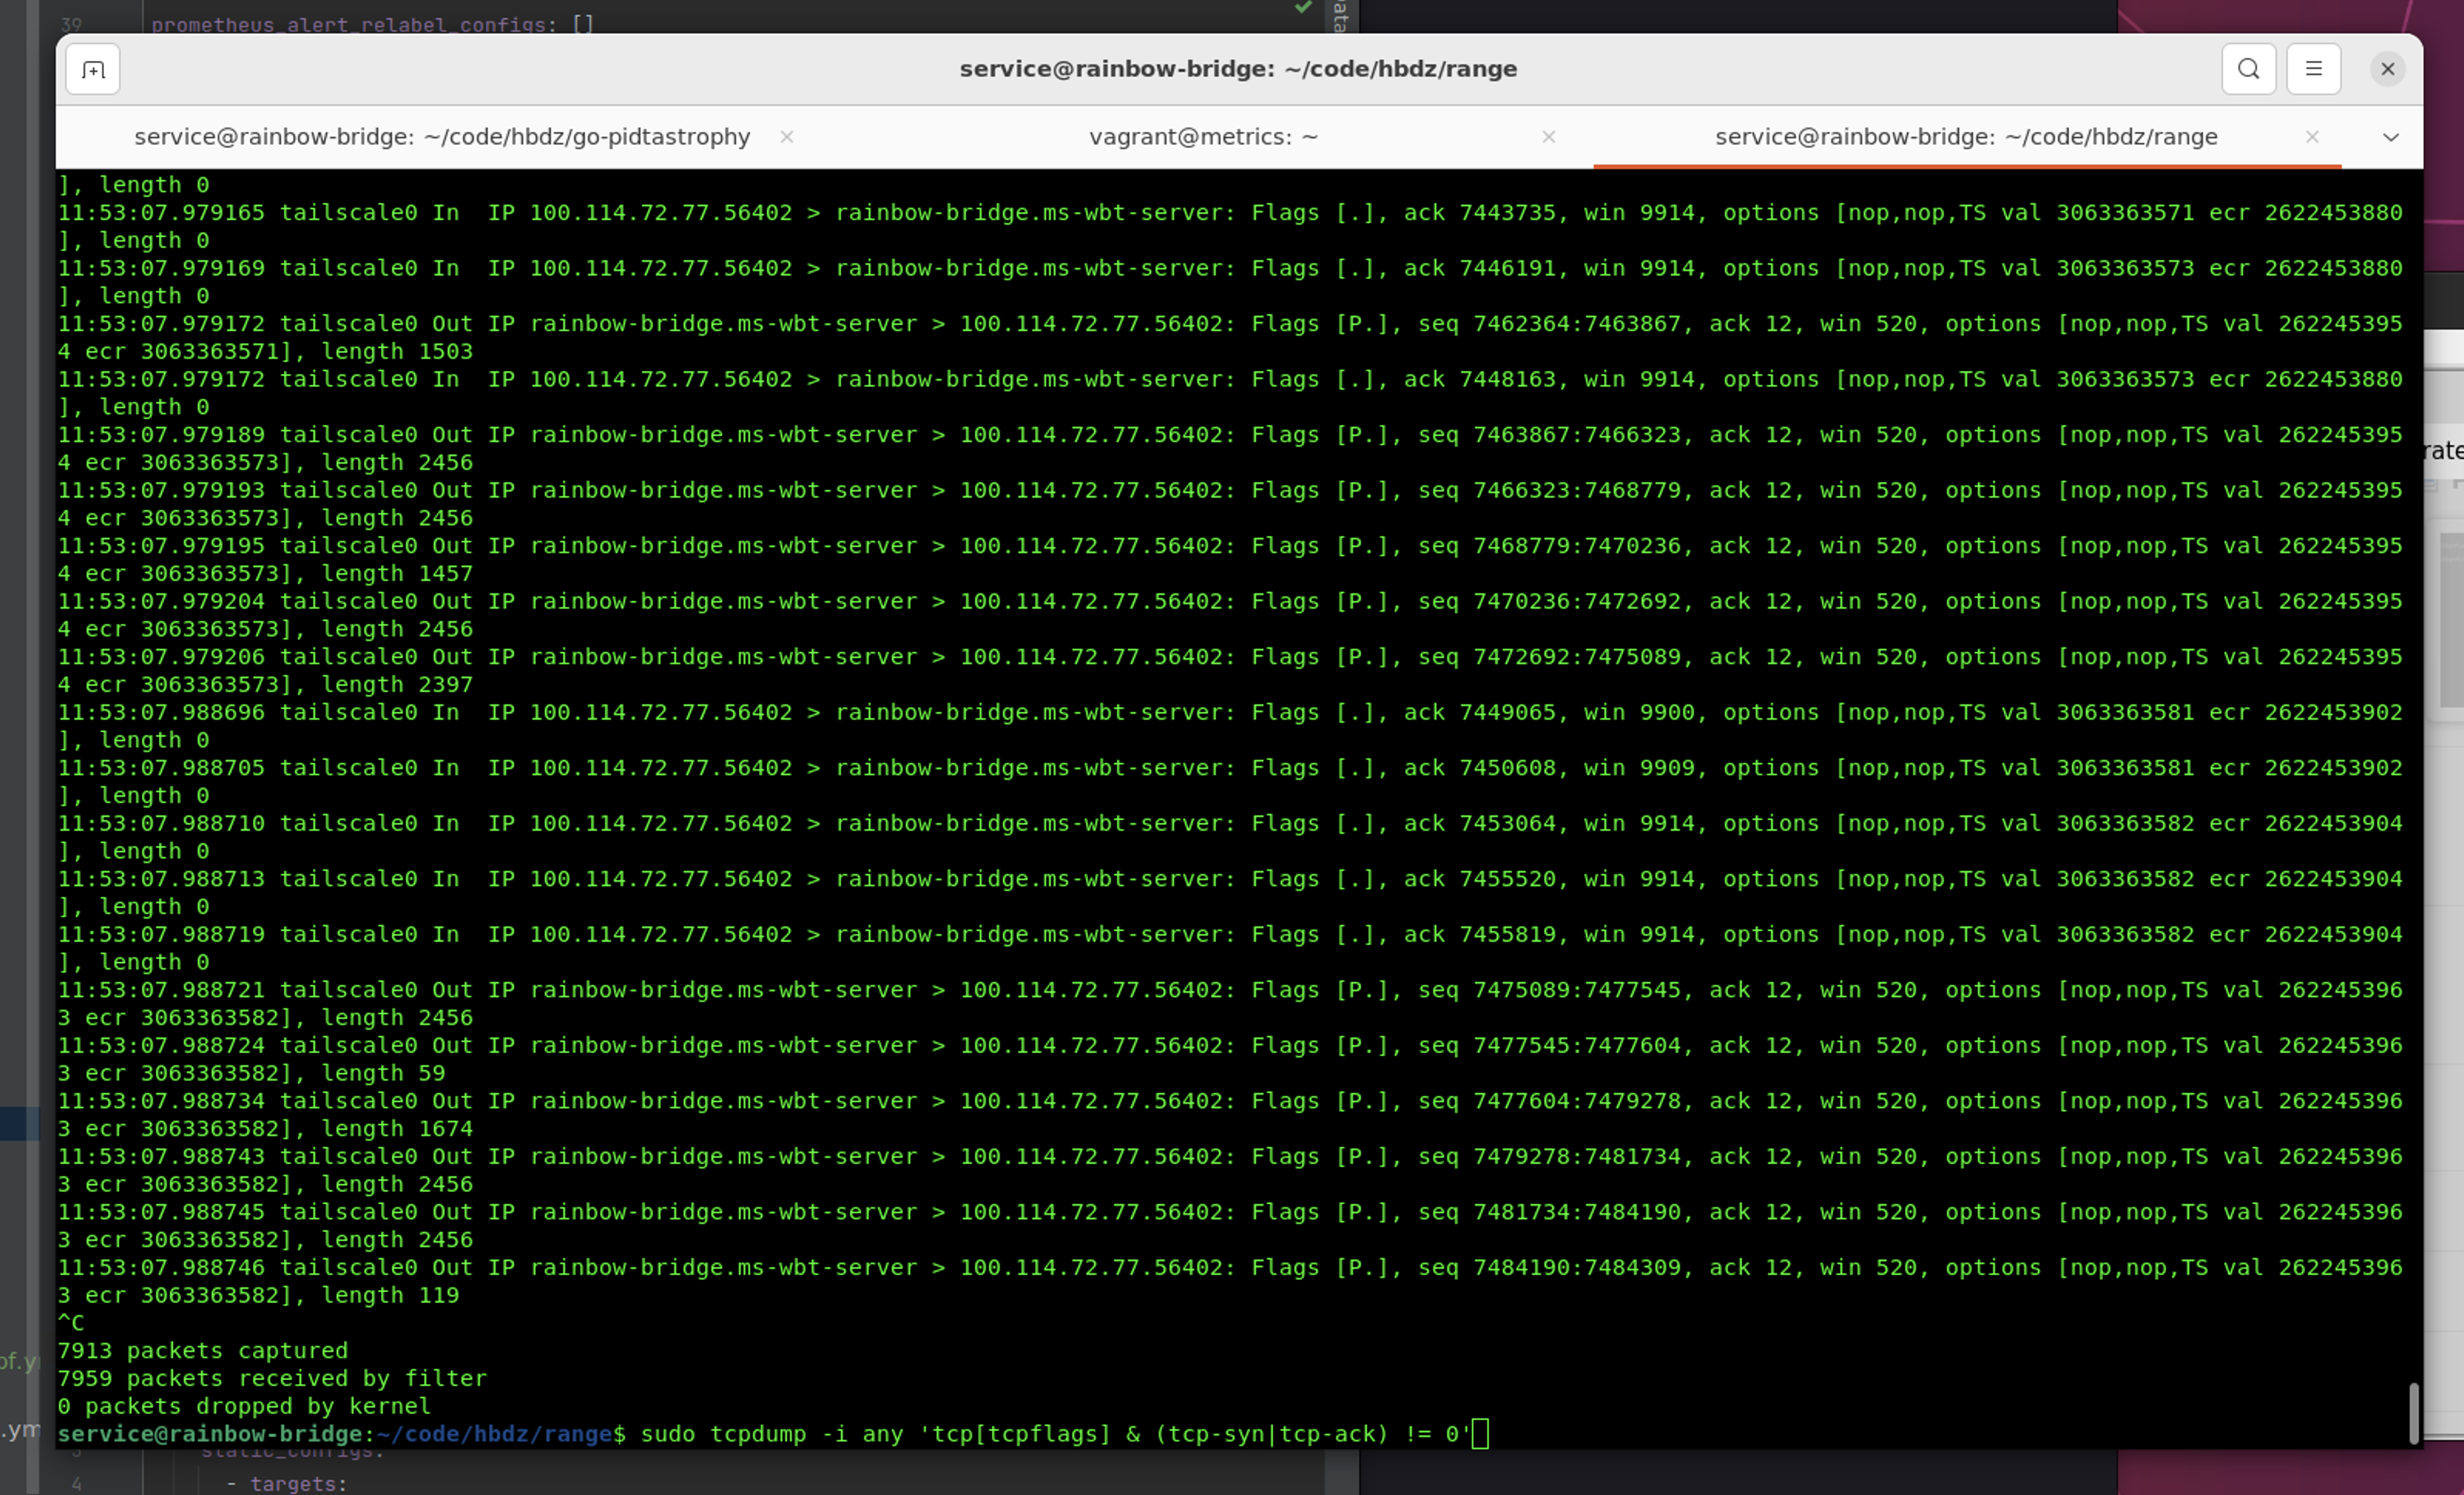 39 prometheus_alert_relabel_configs: []
service@rainbow-bridge: ~/code/hbdz/range
service@rainbow-bridge: ~/code/hbdz/go-pidtastrophy
vagrant@metrics: ~
service@rainbow-bridge: ~/code/hbdz/range
], length 0
11:53:07.979165 tailscale0 In  IP 100.114.72.77.56402 > rainbow-bridge.ms-wbt-server: Flags [.], ack 7443735, win 9914, options [nop,nop,TS val 3063363571 ecr 2622453880
], length 0
11:53:07.979169 tailscale0 In  IP 100.114.72.77.56402 > rainbow-bridge.ms-wbt-server: Flags [.], ack 7446191, win 9914, options [nop,nop,TS val 3063363573 ecr 2622453880
], length 0
11:53:07.979172 tailscale0 Out IP rainbow-bridge.ms-wbt-server > 100.114.72.77.56402: Flags [P.], seq 7462364:7463867, ack 12, win 520, options [nop,nop,TS val 262245395
4 ecr 3063363571], length 1503
11:53:07.979172 tailscale0 In  IP 100.114.72.77.56402 > rainbow-bridge.ms-wbt-server: Flags [.], ack 7448163, win 9914, options [nop,nop,TS val 3063363573 ecr 2622453880
], length 0
11:53:07.979189 tailscale0 Out IP rainbow-bridge.ms-wbt-server > 100.114.72.77.56402: Flags [P.], seq 7463867:7466323, ack 12, win 520, options [nop,nop,TS val 262245395
4 ecr 3063363573], length 2456
11:53:07.979193 tailscale0 Out IP rainbow-bridge.ms-wbt-server > 100.114.72.77.56402: Flags [P.], seq 7466323:7468779, ack 12, win 520, options [nop,nop,TS val 262245395
4 ecr 3063363573], length 2456
11:53:07.979195 tailscale0 Out IP rainbow-bridge.ms-wbt-server > 100.114.72.77.56402: Flags [P.], seq 7468779:7470236, ack 12, win 520, options [nop,nop,TS val 262245395
4 ecr 3063363573], length 1457
11:53:07.979204 tailscale0 Out IP rainbow-bridge.ms-wbt-server > 100.114.72.77.56402: Flags [P.], seq 7470236:7472692, ack 12, win 520, options [nop,nop,TS val 262245395
4 ecr 3063363573], length 2456
11:53:07.979206 tailscale0 Out IP rainbow-bridge.ms-wbt-server > 100.114.72.77.56402: Flags [P.], seq 7472692:7475089, ack 12, win 520, options [nop,nop,TS val 262245395
4 ecr 3063363573], length 2397
11:53:07.988696 tailscale0 In  IP 100.114.72.77.56402 > rainbow-bridge.ms-wbt-server: Flags [.], ack 7449065, win 9900, options [nop,nop,TS val 3063363581 ecr 2622453902
], length 0
11:53:07.988705 tailscale0 In  IP 100.114.72.77.56402 > rainbow-bridge.ms-wbt-server: Flags [.], ack 7450608, win 9909, options [nop,nop,TS val 3063363581 ecr 2622453902
], length 0
11:53:07.988710 tailscale0 In  IP 100.114.72.77.56402 > rainbow-bridge.ms-wbt-server: Flags [.], ack 7453064, win 9914, options [nop,nop,TS val 3063363582 ecr 2622453904
], length 0
11:53:07.988713 tailscale0 In  IP 100.114.72.77.56402 > rainbow-bridge.ms-wbt-server: Flags [.], ack 7455520, win 9914, options [nop,nop,TS val 3063363582 ecr 2622453904
], length 0
11:53:07.988719 tailscale0 In  IP 100.114.72.77.56402 > rainbow-bridge.ms-wbt-server: Flags [.], ack 7455819, win 9914, options [nop,nop,TS val 3063363582 ecr 2622453904
], length 0
11:53:07.988721 tailscale0 Out IP rainbow-bridge.ms-wbt-server > 100.114.72.77.56402: Flags [P.], seq 7475089:7477545, ack 12, win 520, options [nop,nop,TS val 262245396
3 ecr 3063363582], length 2456
11:53:07.988724 tailscale0 Out IP rainbow-bridge.ms-wbt-server > 100.114.72.77.56402: Flags [P.], seq 7477545:7477604, ack 12, win 520, options [nop,nop,TS val 262245396
3 ecr 3063363582], length 59
11:53:07.988734 tailscale0 Out IP rainbow-bridge.ms-wbt-server > 100.114.72.77.56402: Flags [P.], seq 7477604:7479278, ack 12, win 520, options [nop,nop,TS val 262245396
3 ecr 3063363582], length 1674
11:53:07.988743 tailscale0 Out IP rainbow-bridge.ms-wbt-server > 100.114.72.77.56402: Flags [P.], seq 7479278:7481734, ack 12, win 520, options [nop,nop,TS val 262245396
3 ecr 3063363582], length 2456
11:53:07.988745 tailscale0 Out IP rainbow-bridge.ms-wbt-server > 100.114.72.77.56402: Flags [P.], seq 7481734:7484190, ack 12, win 520, options [nop,nop,TS val 262245396
3 ecr 3063363582], length 2456
11:53:07.988746 tailscale0 Out IP rainbow-bridge.ms-wbt-server > 100.114.72.77.56402: Flags [P.], seq 7484190:7484309, ack 12, win 520, options [nop,nop,TS val 262245396
3 ecr 3063363582], length 119
^C
7913 packets captured
7959 packets received by filter
0 packets dropped by kernel
service@rainbow-bridge:~/code/hbdz/range$ sudo tcpdump -i any 'tcp[tcpflags] & (tcp-syn|tcp-ack) != 0'
static_configs:
4 - targets: